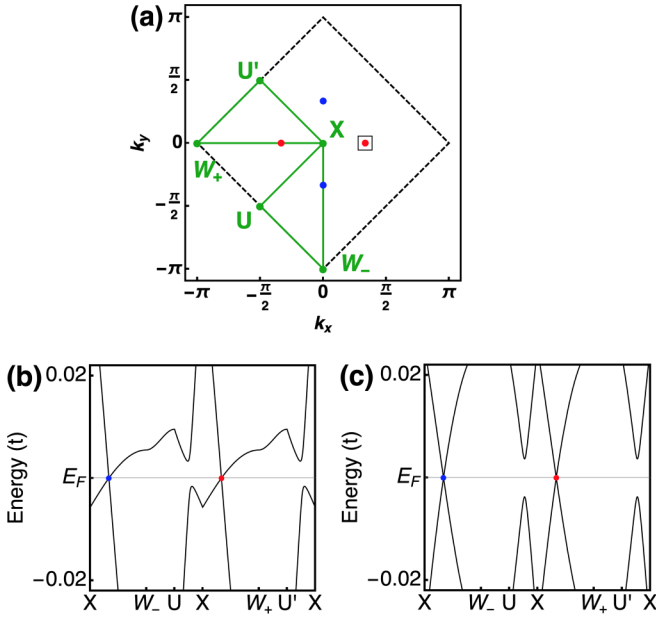 (a)
π
π/2
0
−π/2
−π
k_y
U'
X
W₊
U
W₋
−π −π/2 0 π/2 π
k_x
(b) 0.02
E_F
−0.02
Energy (t)
X W₋ U X W₊ U' X
(c) 0.02
E_F
−0.02
Energy (t)
X W₋ U X W₊ U' X